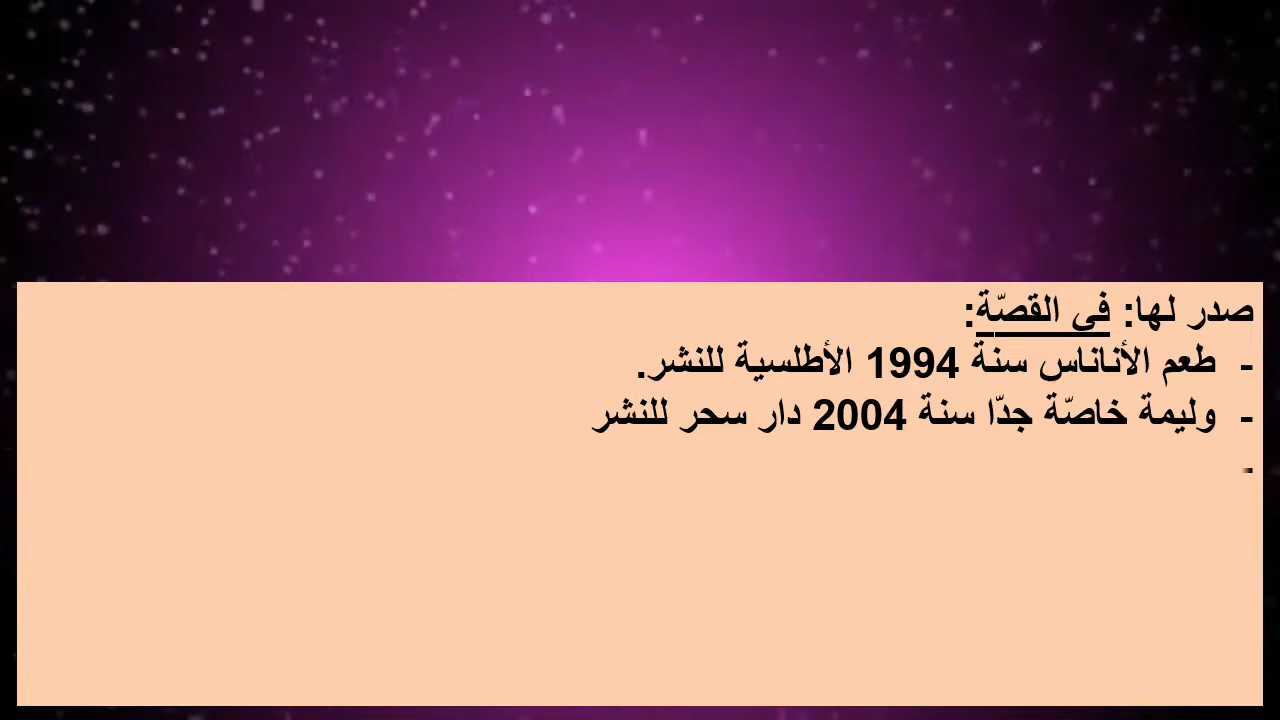 صدر لها: في القصّة:
- طعم الأناناس سنة 1994 الأطلسية للنشر.
- وليمة خاصّة جدّا سنة 2004 دار سحر للنشر
-